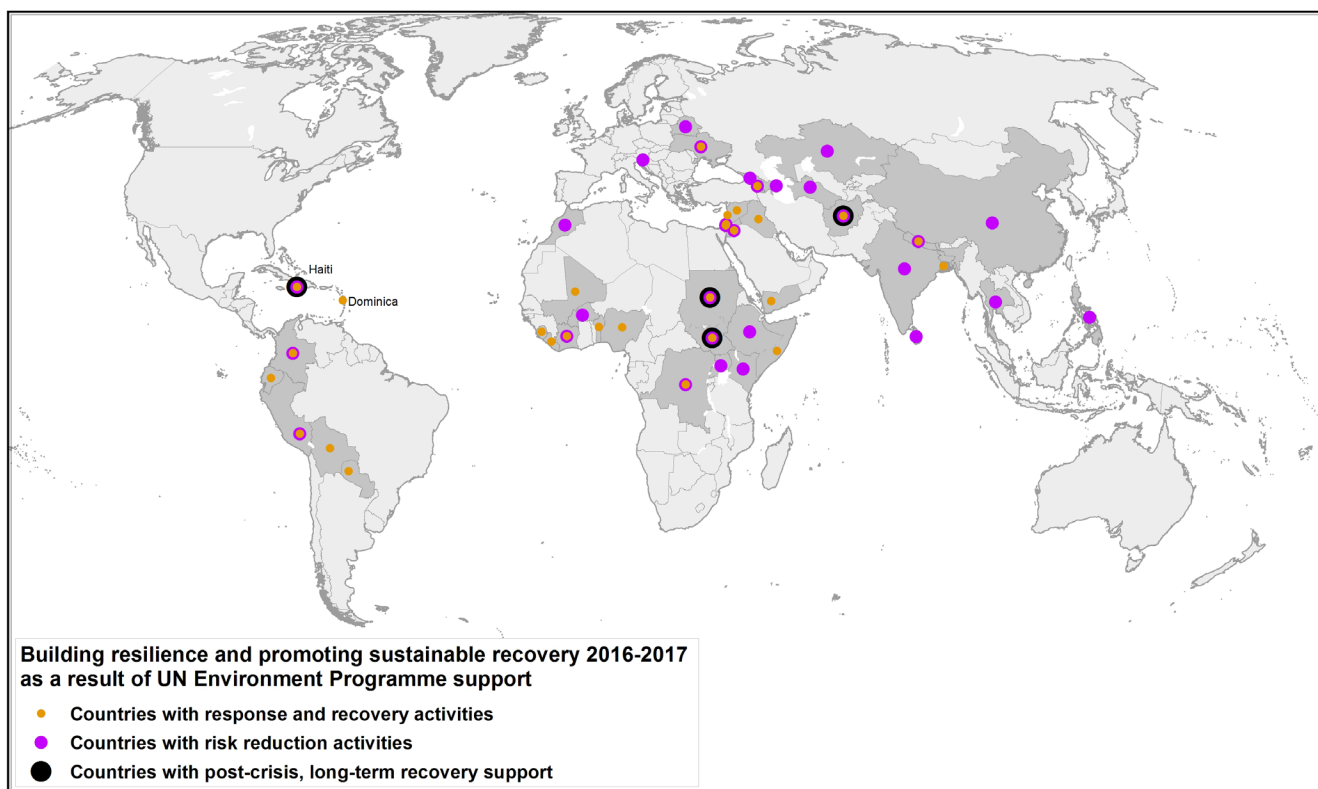 Haiti
Dominica
Building resilience and promoting sustainable recovery 2016-2017
as a result of UN Environment Programme support
Countries with response and recovery activities
Countries with risk reduction activities
Countries with post-crisis, long-term recovery support